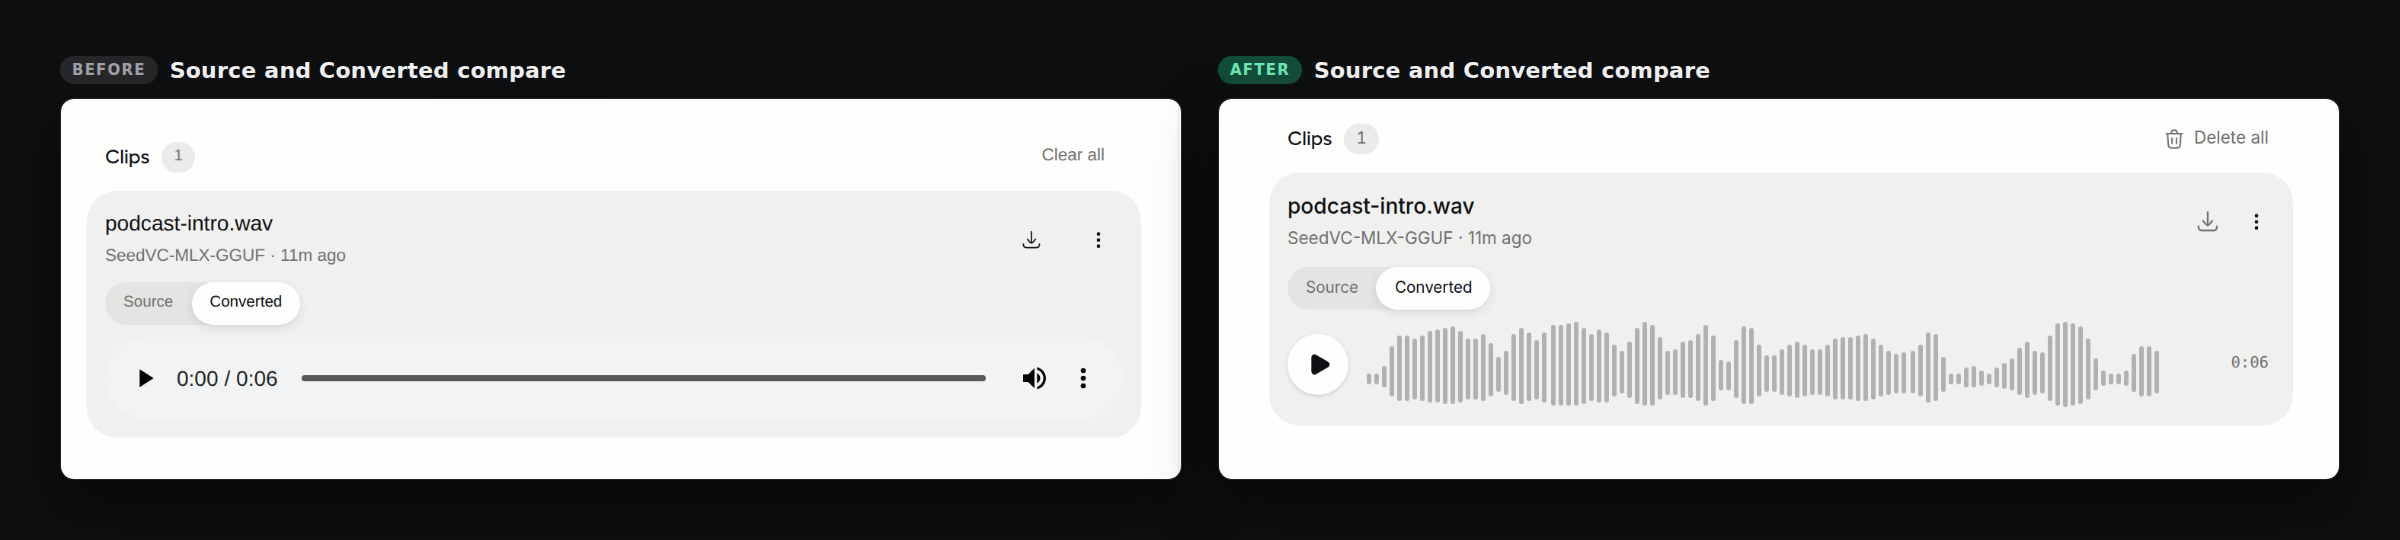 BEFORE Source and Converted compare
Clips 1 Clear all
podcast-intro.wav
SeedVC-MLX-GGUF · 11m ago
Source Converted
0:00 / 0:06
AFTER Source and Converted compare
Clips 1 Delete all
podcast-intro.wav
SeedVC-MLX-GGUF · 11m ago
Source Converted
0:06